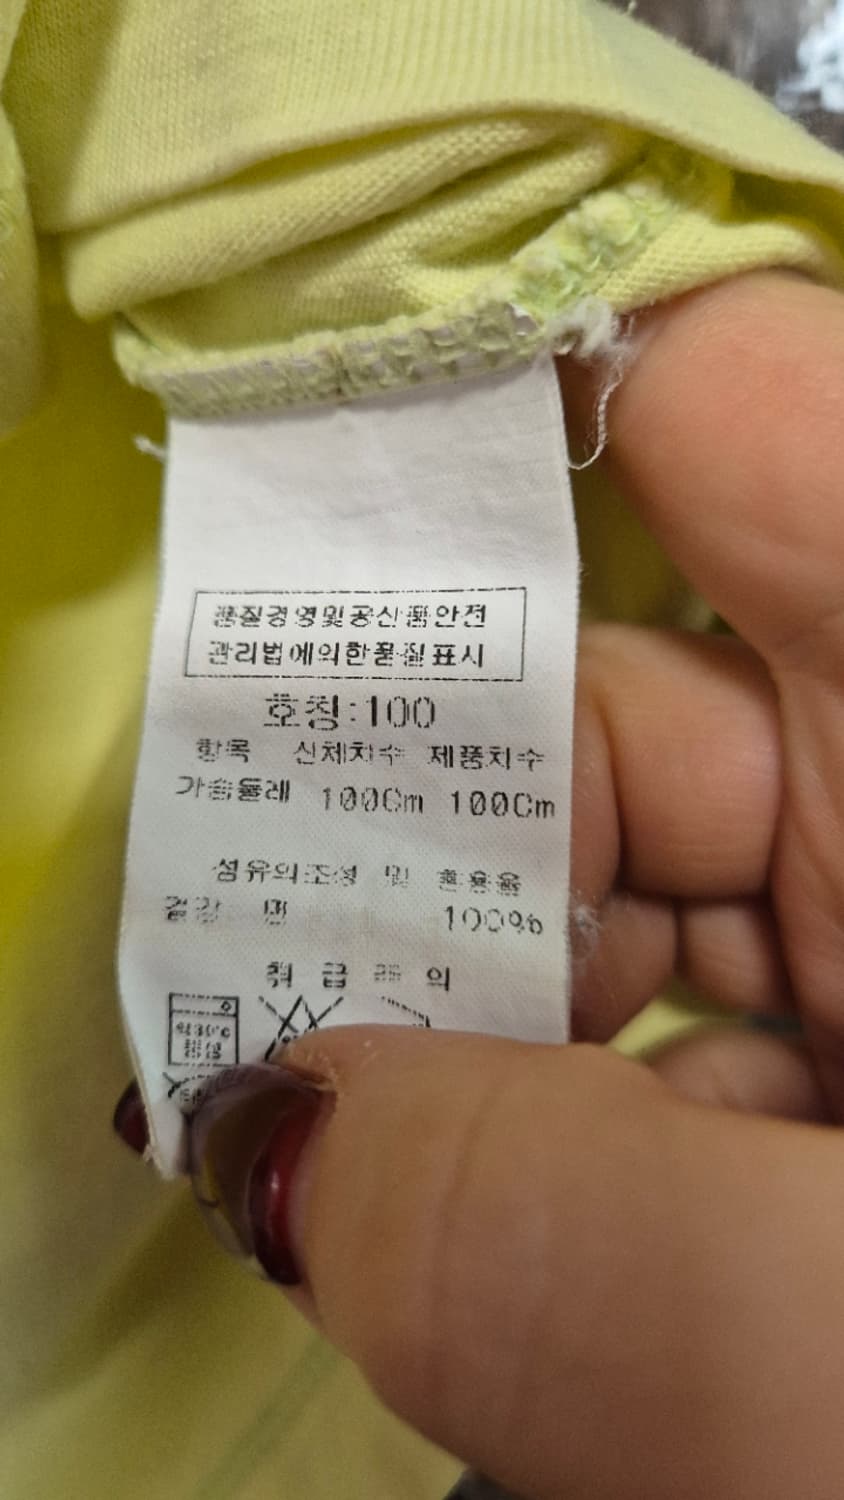 품질경영및공산품안전
관리법에의한품질표시
호칭:100
항목 신체치수 제품치수
가슴둘레 100Cm 100Cm
섬유의조성 및 혼용율
겉감 면 100%
취급주의